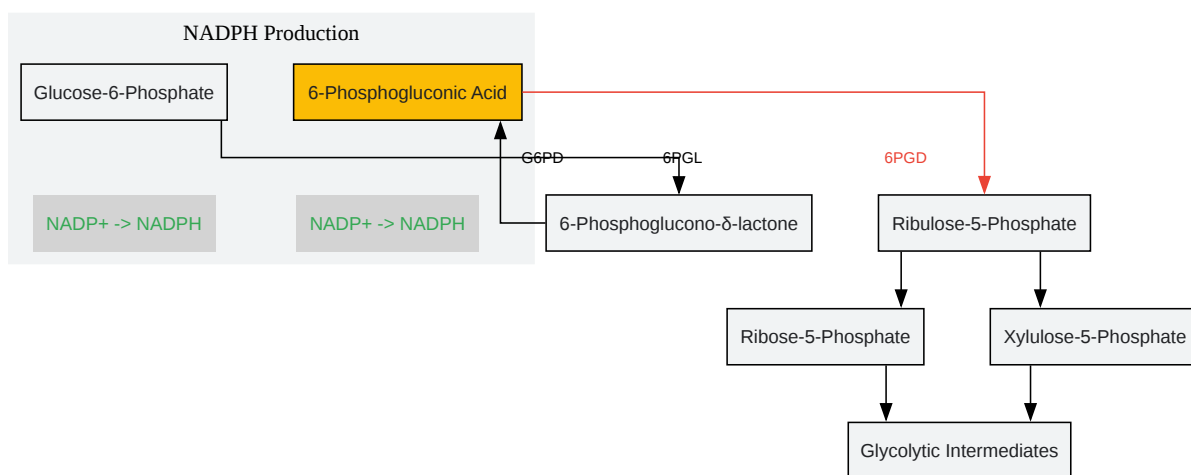 NADPH Production
Glucose-6-Phosphate
6-Phosphogluconic Acid
G6PD
6PGL
6PGD
NADP+ -> NADPH
NADP+ -> NADPH
6-Phosphoglucono-δ-lactone
Ribulose-5-Phosphate
Ribose-5-Phosphate
Xylulose-5-Phosphate
Glycolytic Intermediates